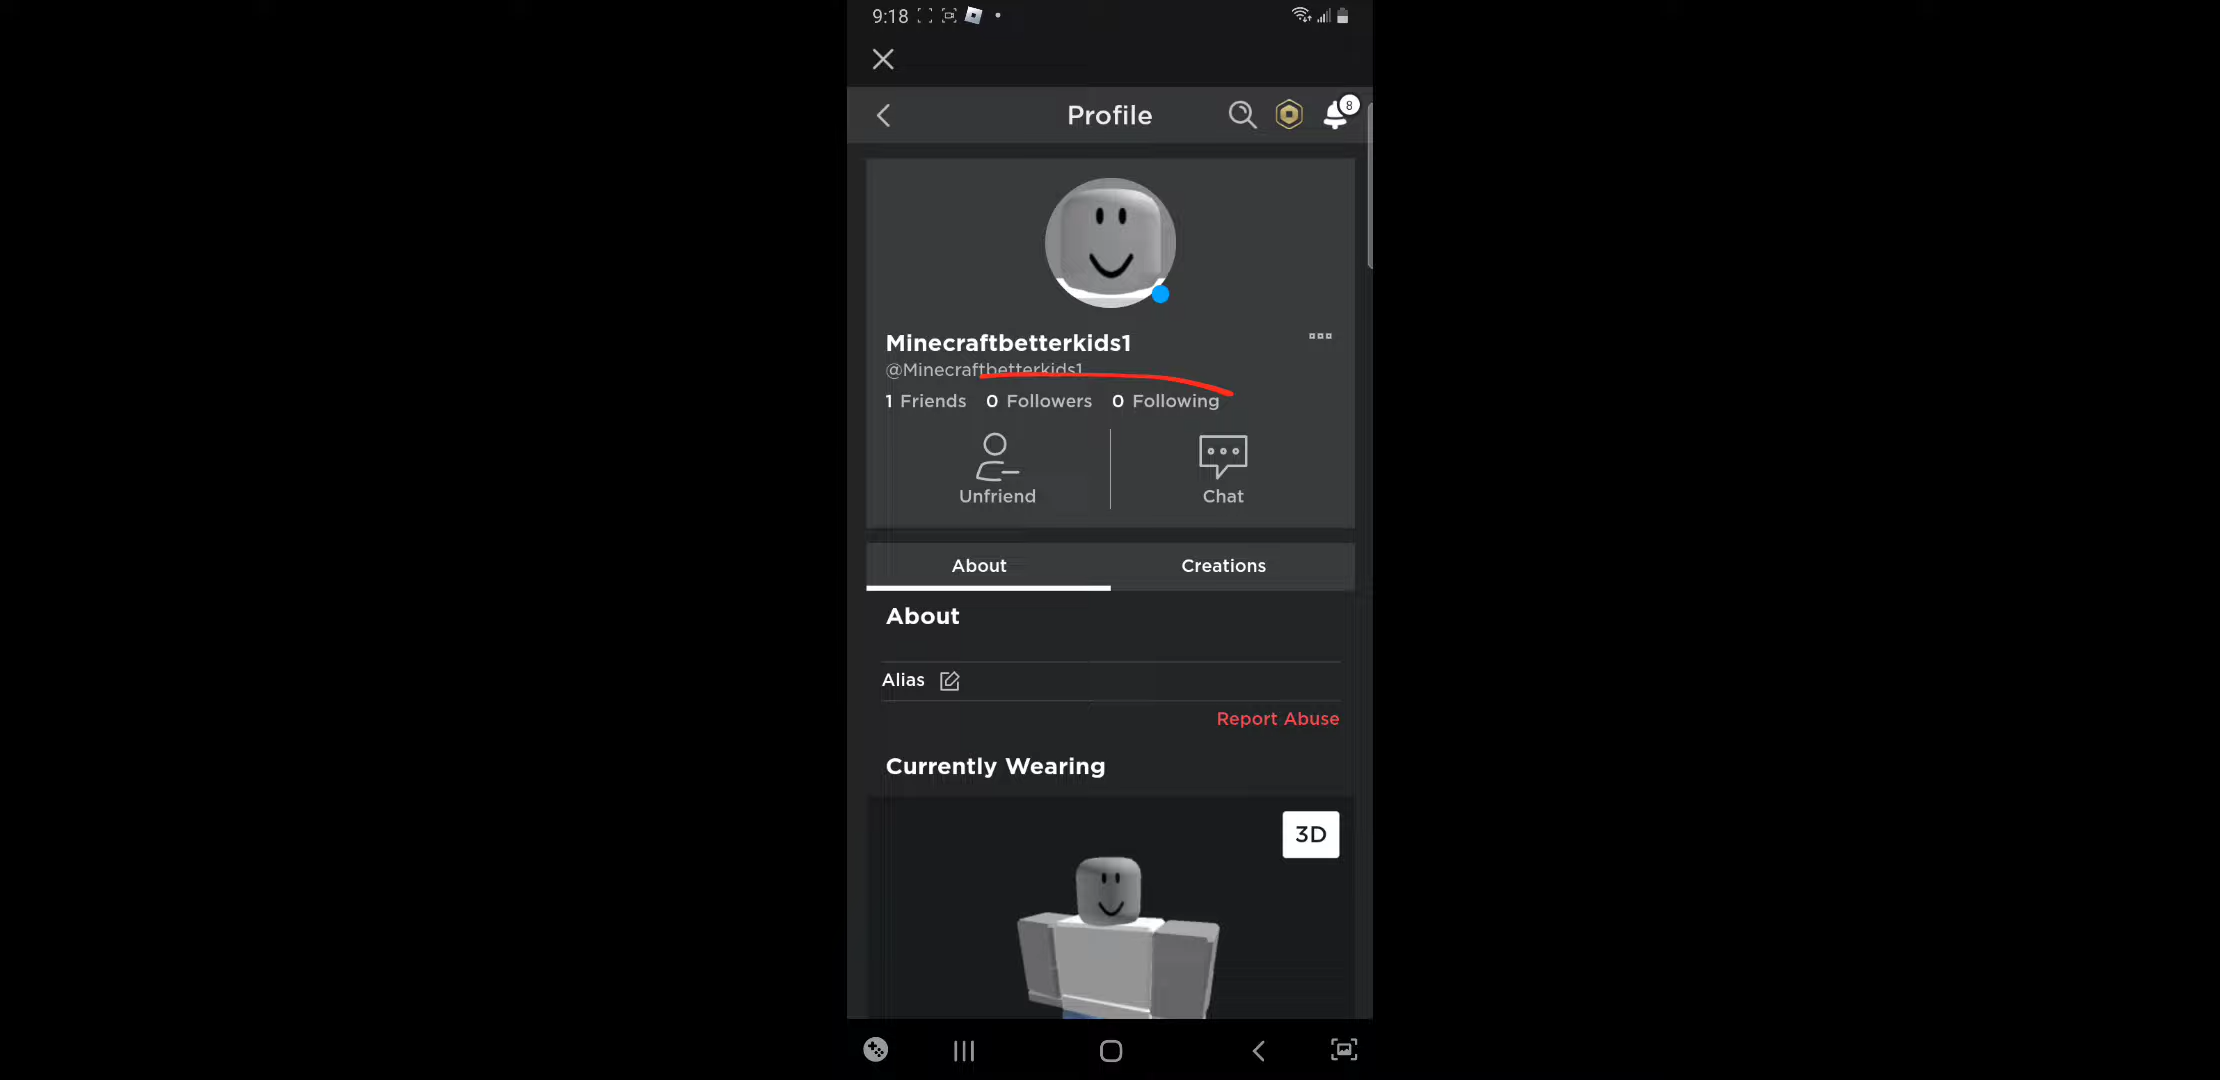 9:18
Profile
8
Minecraftbetterkids1
@Minecraftbetterkids1
1 Friends 0 Followers 0 Following
Unfriend Chat
About Creations
About
Alias
Report Abuse
Currently Wearing
3D